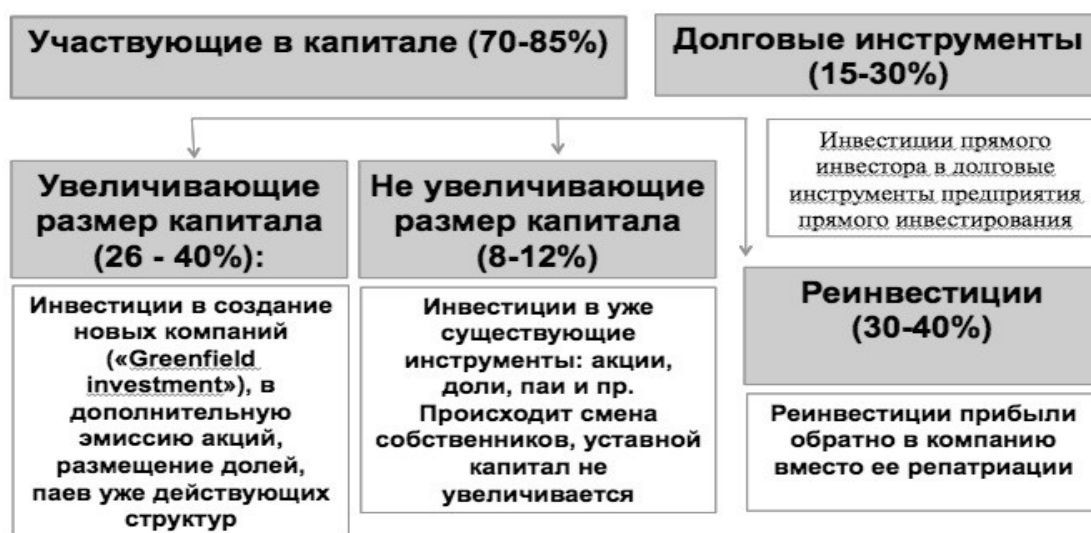 Участвующие в капитале (70-85%)
Долговые инструменты
(15-30%)
Инвестиции прямого
инвестора в долговые
инструменты предприятия
прямого инвестирования
Увеличивающие
размер капитала
(26 - 40%):
Инвестиции в создание
новых компаний
(«Greenfield
investment»), в
дополнительную
эмиссию акций,
размещение долей,
паев уже действующих
структур
Не увеличивающие
размер капитала
(8-12%)
Инвестиции в уже
существующие
инструменты: акции,
доли, паи и пр.
Происходит смена
собственников, уставной
капитал не
увеличивается
Реинвестиции
(30-40%)
Реинвестиции прибыли
обратно в компанию
вместо ее репатриации